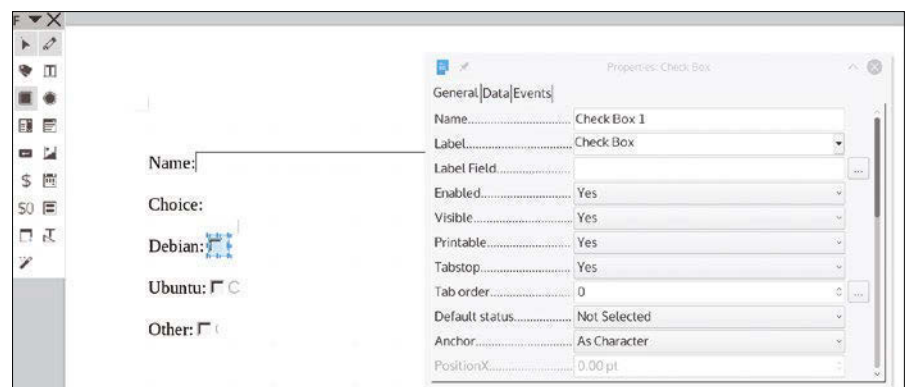 F
$
50
Name:
Choice:
Debian:
Ubuntu:
Other:
Properties: Check Box
General Data Events
Name Check Box 1
Label Check Box
Label Field ...
Enabled Yes
Visible Yes
Printable Yes
Tabstop Yes
Tab order 0 ...
Default status Not Selected
Anchor As Character
PositionX 0.00 pt